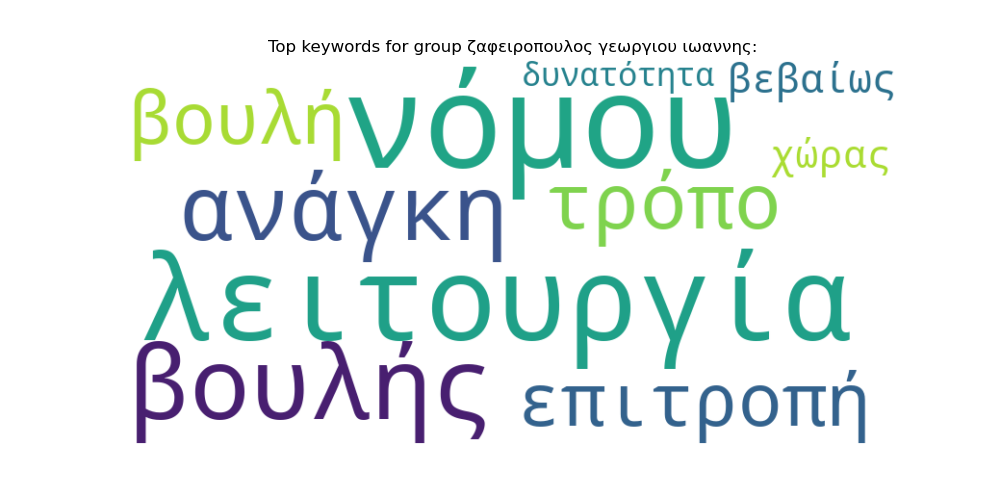 Top keywords for group ζαφειροπουλος γεωργιου ιωαννης:
δυνατότητα βεβαίως
βουλή νόμου
χώρας
ανάγκη τρόπο
λειτουργία
βουλής επιτροπή